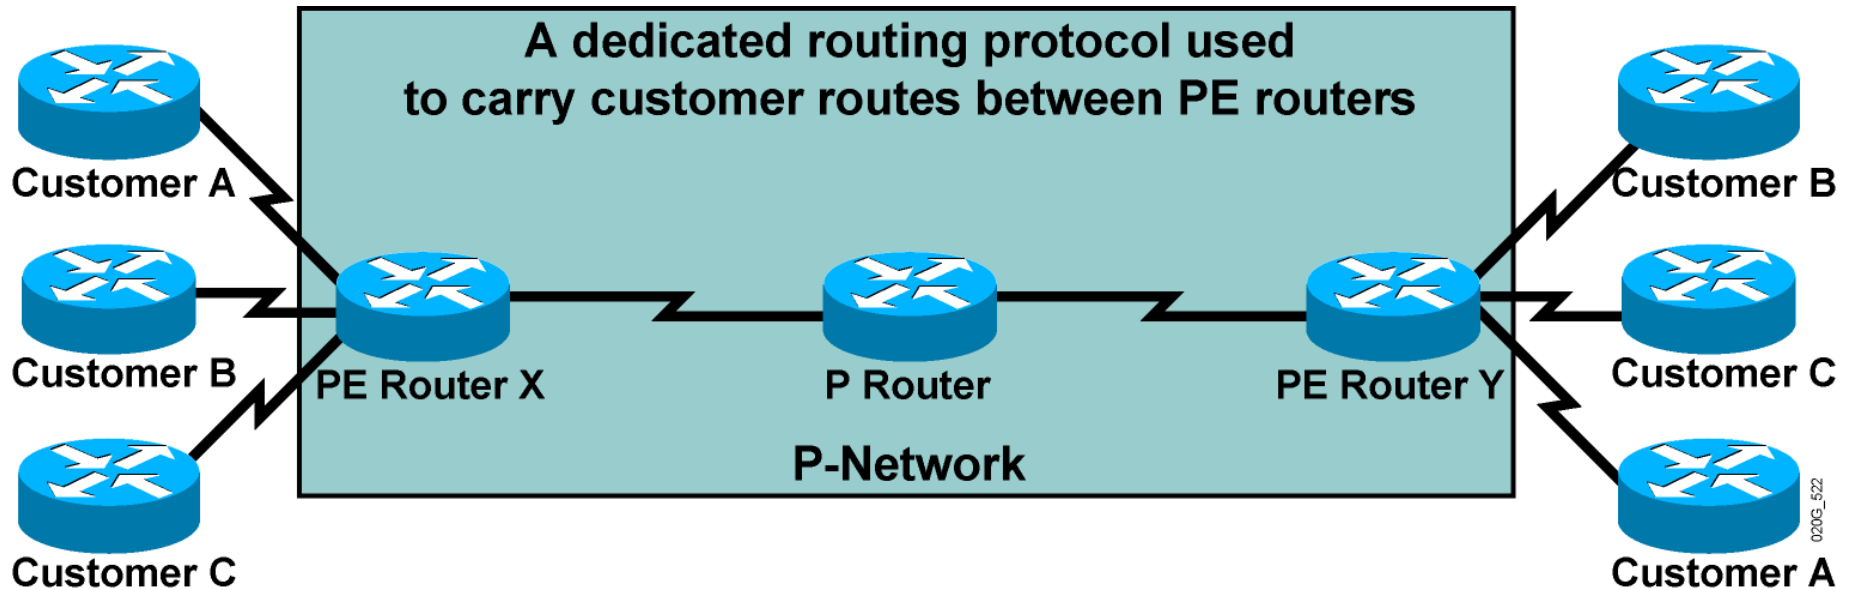 A dedicated routing protocol used
to carry customer routes between PE routers
Customer A
Customer B
Customer B
Customer C
PE Router X
P Router
PE Router Y
Customer C
P-Network
Customer A
020G_522